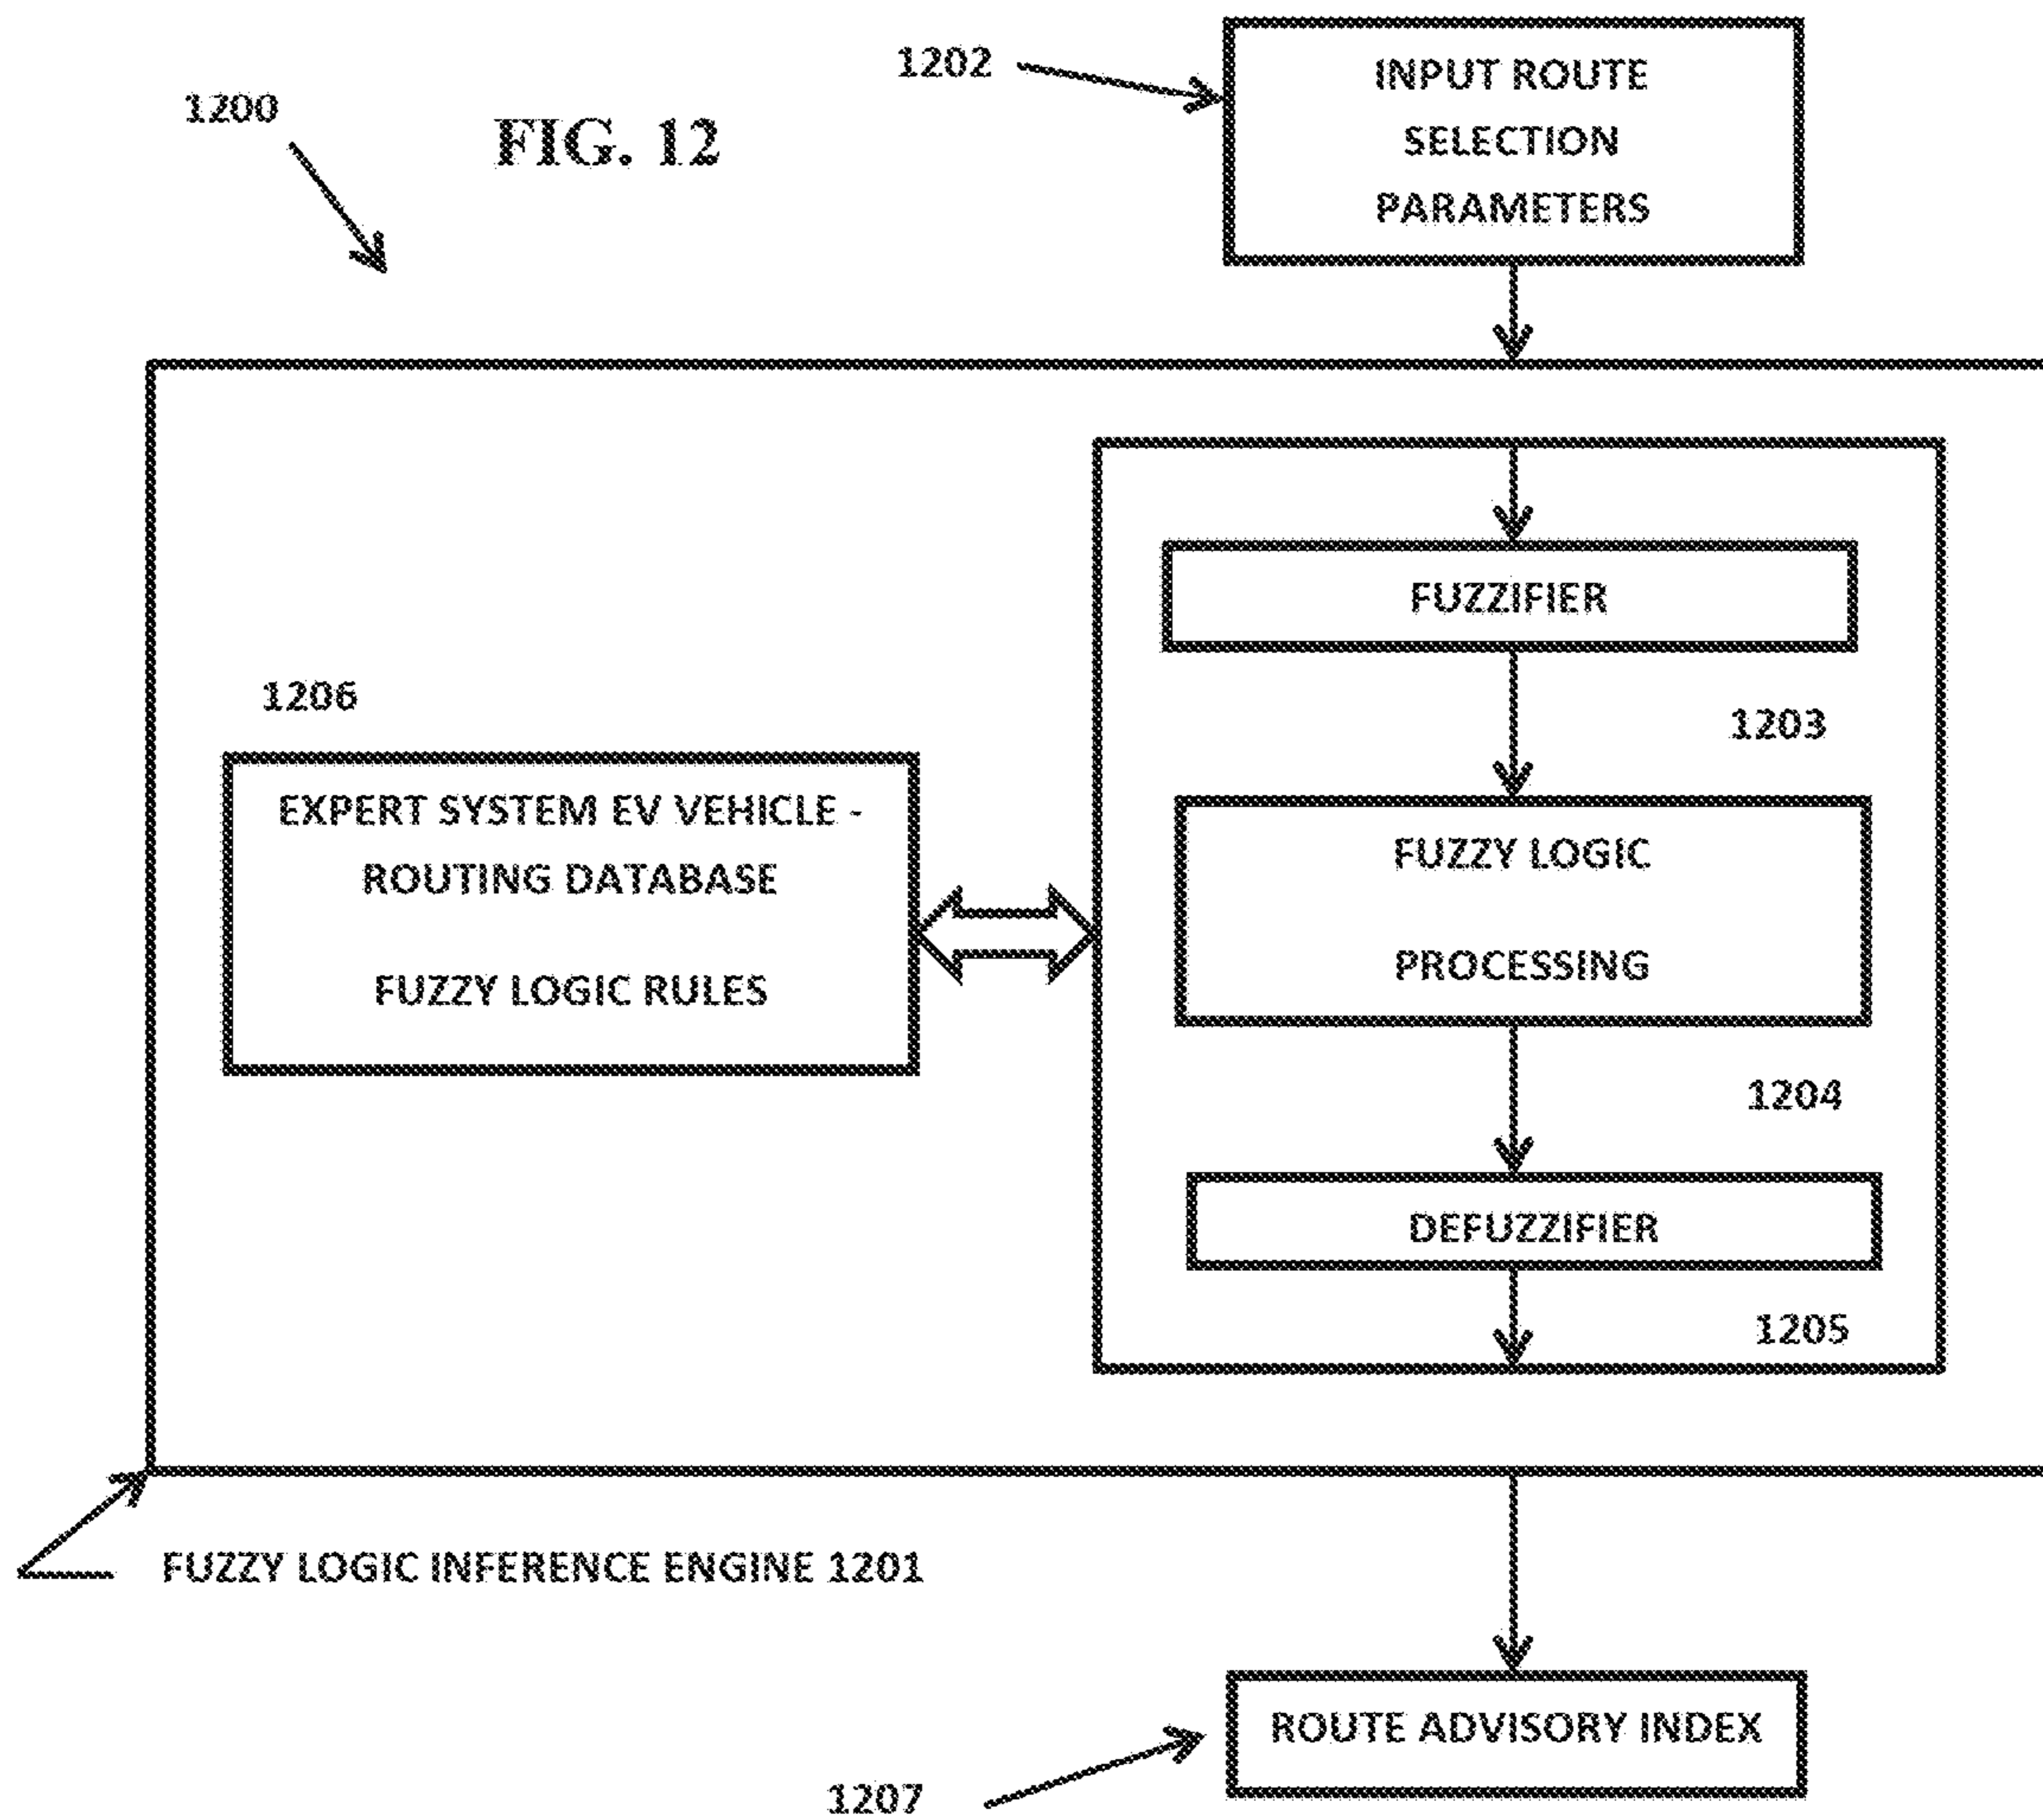 1202
INPUT ROUTE
SELECTION
PARAMETERS
1200
FIG. 12
FUZZIFIER
1203
1206
EXPERT SYSTEM EV VEHICLE -
ROUTING DATABASE
FUZZY LOGIC RULES
FUZZY LOGIC
PROCESSING
1204
DEFUZZIFIER
1205
FUZZY LOGIC INFERENCE ENGINE 1201
ROUTE ADVISORY INDEX
1207